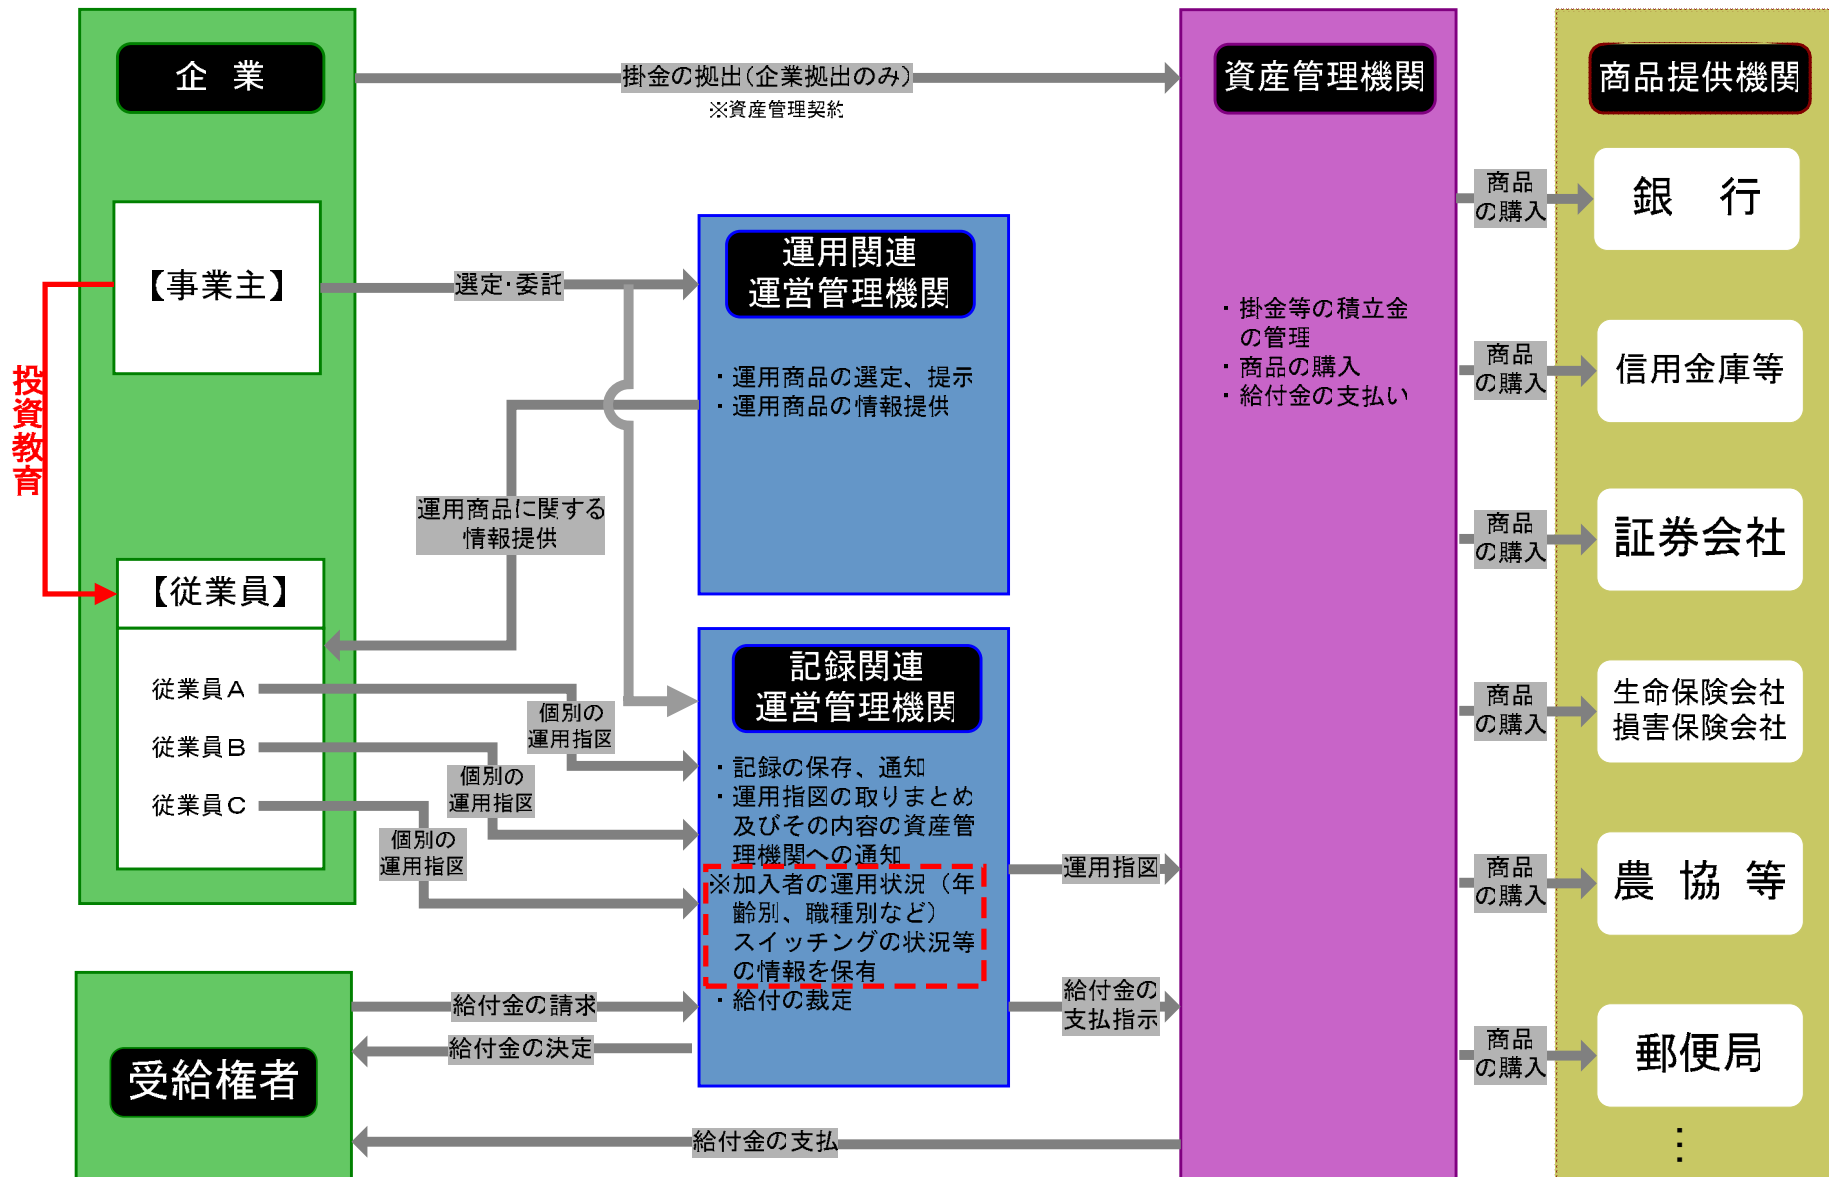 企 業
掛金の拠出(企業拠出のみ)
※資産管理契約
資産管理機関
商品提供機関
【事業主】
選定・委託
運用関連
運営管理機関
・運用商品の選定、提示
・運用商品の情報提供
・掛金等の積立金
の管理
・商品の購入
・給付金の支払い
商品
の購入
銀 行
商品
の購入
信用金庫等
商品
の購入
証券会社
商品
の購入
生命保険会社
損害保険会社
商品
の購入
農 協 等
商品
の購入
郵便局
⋮
投資教育
運用商品に関する
情報提供
【従業員】
従業員A
従業員B
従業員C
個別の
運用指図
個別の
運用指図
個別の
運用指図
記録関連
運営管理機関
・記録の保存、通知
・運用指図の取りまとめ
及びその内容の資産管
理機関への通知
※加入者の運用状況(年
齢別、職種別など)
スイッチングの状況等
の情報を保有
・給付の裁定
運用指図
給付金の
支払指示
受給権者
給付金の請求
給付金の決定
給付金の支払